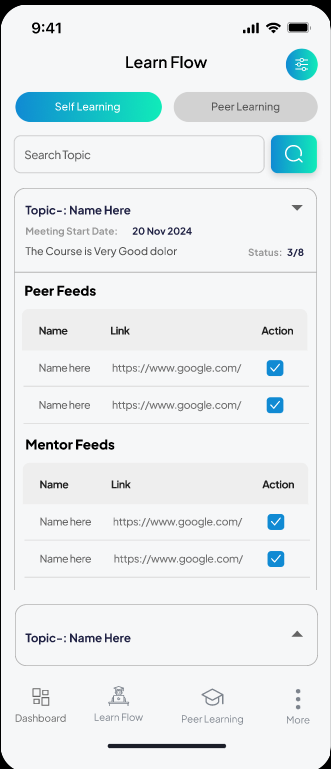 9:41
Learn Flow
Self Learning Peer Learning
Search Topic
Topic-: Name Here
Meeting Start Date: 20 Nov 2024
The Course is Very Good dolor Status: 3/8
Peer Feeds
Name Link Action
Name here https://www.google.com/
Name here https://www.google.com/
Mentor Feeds
Name Link Action
Name here https://www.google.com/
Name here https://www.google.com/
Topic-: Name Here
Dashboard Learn Flow Peer Learning More